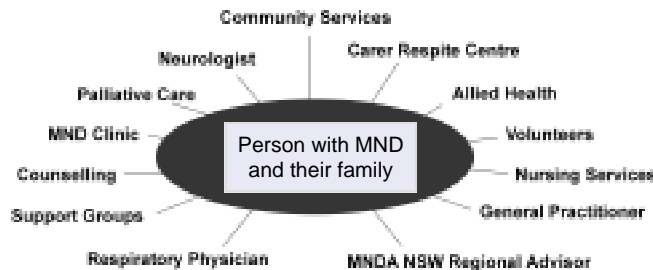 Community Services
Neurologist
Carer Respite Centre
Palliative Care
Allied Health
MND Clinic
Person with MND
and their family
Volunteers
Counselling
Nursing Services
Support Groups
General Practitioner
Respiratory Physician
MNDA NSW Regional Advisor